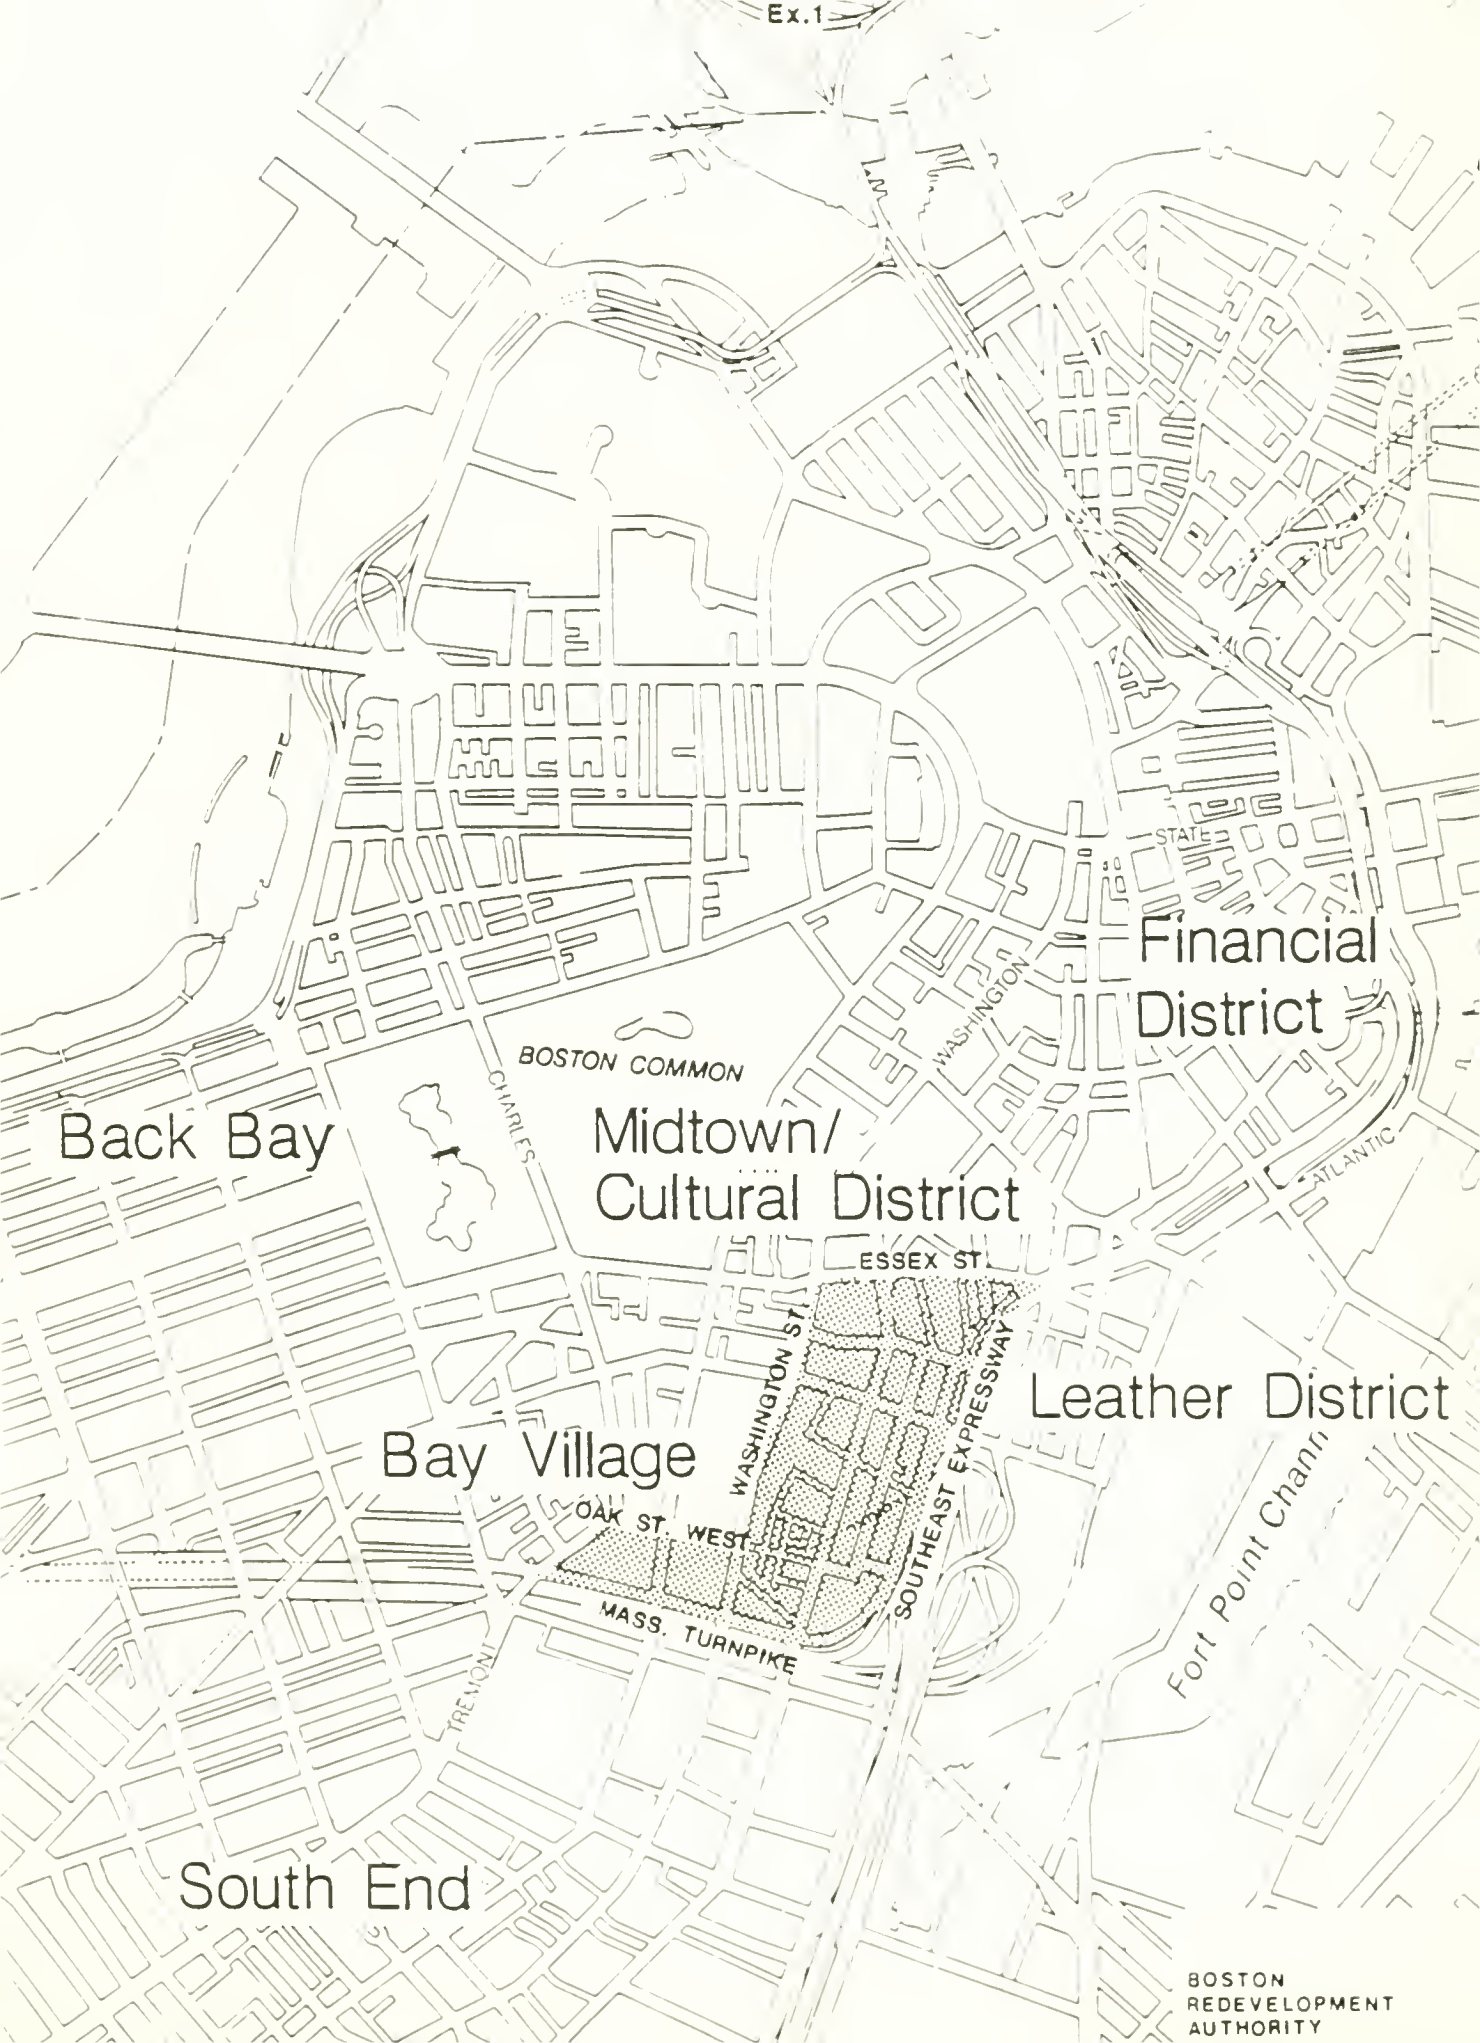 Ex.1
STATE
Financial
District
WASHINGTON
BOSTON COMMON
CHARLES
Back Bay
Midtown/
Cultural District
ATLANTIC
ESSEX ST.
WASHINGTON ST.
SOUTHEAST EXPRESSWAY
Leather District
Bay Village
OAK ST. WEST
Fort Point Chann
MASS. TURNPIKE
TREMONT
South End
BOSTON
REDEVELOPMENT
AUTHORITY